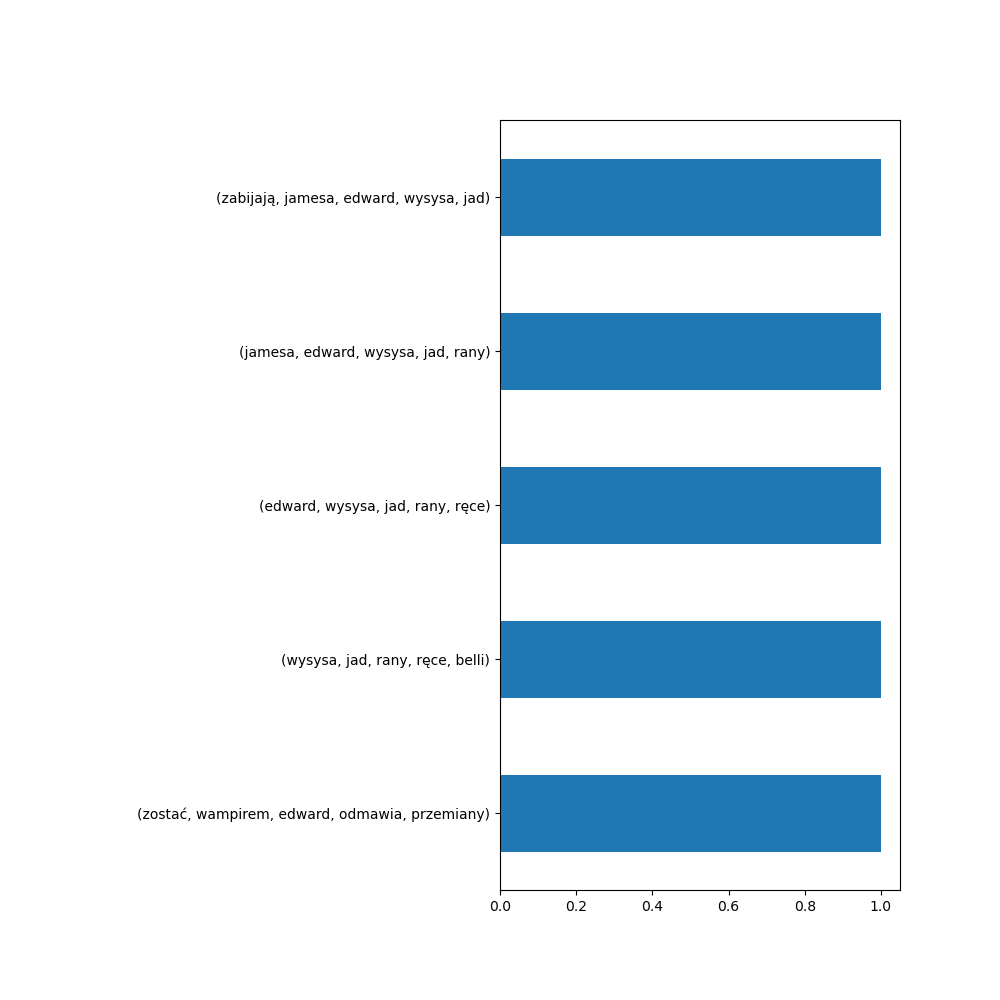 (zabijają, jamesa, edward, wysysa, jad)
(jamesa, edward, wysysa, jad, rany)
(edward, wysysa, jad, rany, ręce)
(wysysa, jad, rany, ręce, belli)
(zostać, wampirem, edward, odmawia, przemiany)
0.0 0.2 0.4 0.6 0.8 1.0